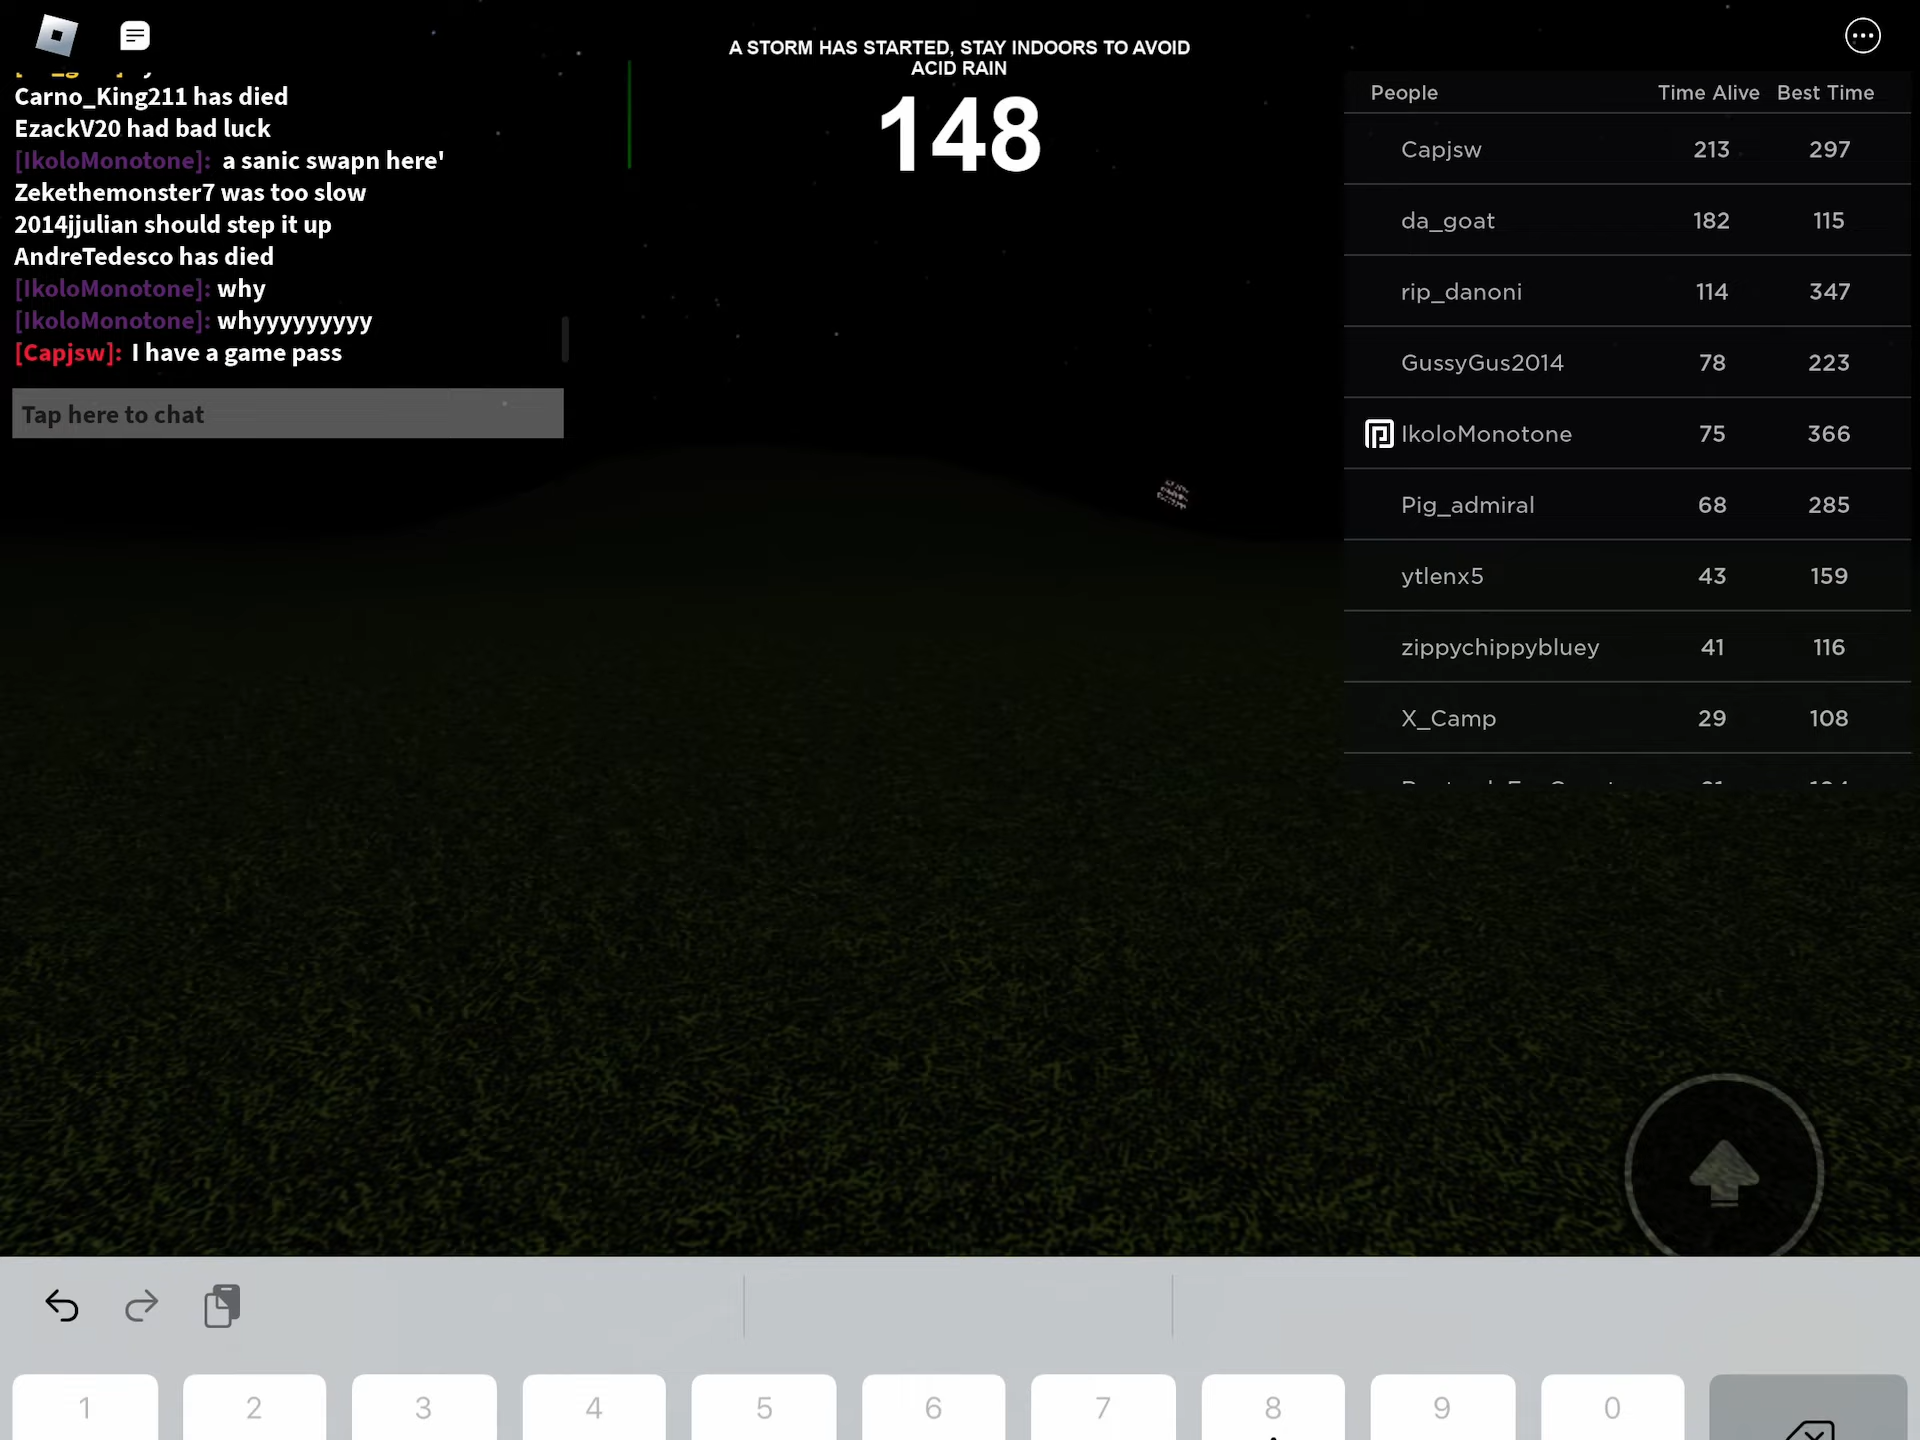 A STORM HAS STARTED, STAY INDOORS TO AVOID
ACID RAIN
148
Carno_King211 has died
EzackV20 had bad luck
[IkoloMonotone]: a sanic swapn here'
Zekethemonster7 was too slow
2014jjulian should step it up
AndreTedesco has died
[IkoloMonotone]: why
[IkoloMonotone]: whyyyyyyyyy
[Capjsw]: I have a game pass
Tap here to chat
People Time Alive Best Time
Capjsw 213 297
da_goat 182 115
rip_danoni 114 347
GussyGus2014 78 223
IkoloMonotone 75 366
Pig_admiral 68 285
ytlenx5 43 159
zippychippybluey 41 116
X_Camp 29 108
1 2 3 4 5 6 7 8 9 0